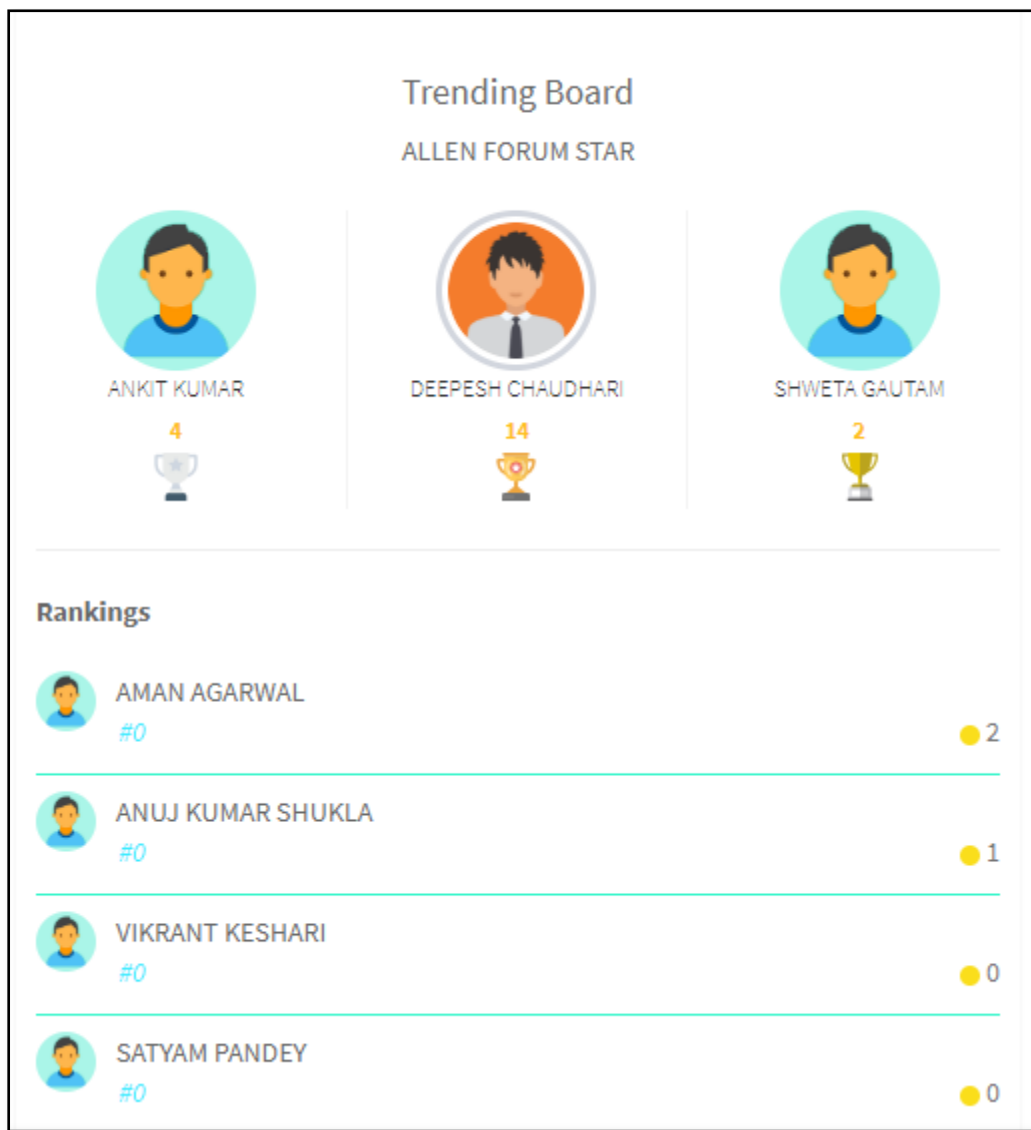 Trending Board
ALLEN FORUM STAR
ANKIT KUMAR
4
DEEPESH CHAUDHARI
14
SHWETA GAUTAM
2
Rankings
AMAN AGARWAL
#0
2
ANUJ KUMAR SHUKLA
#0
1
VIKRANT KESHARI
#0
0
SATYAM PANDEY
#0
0